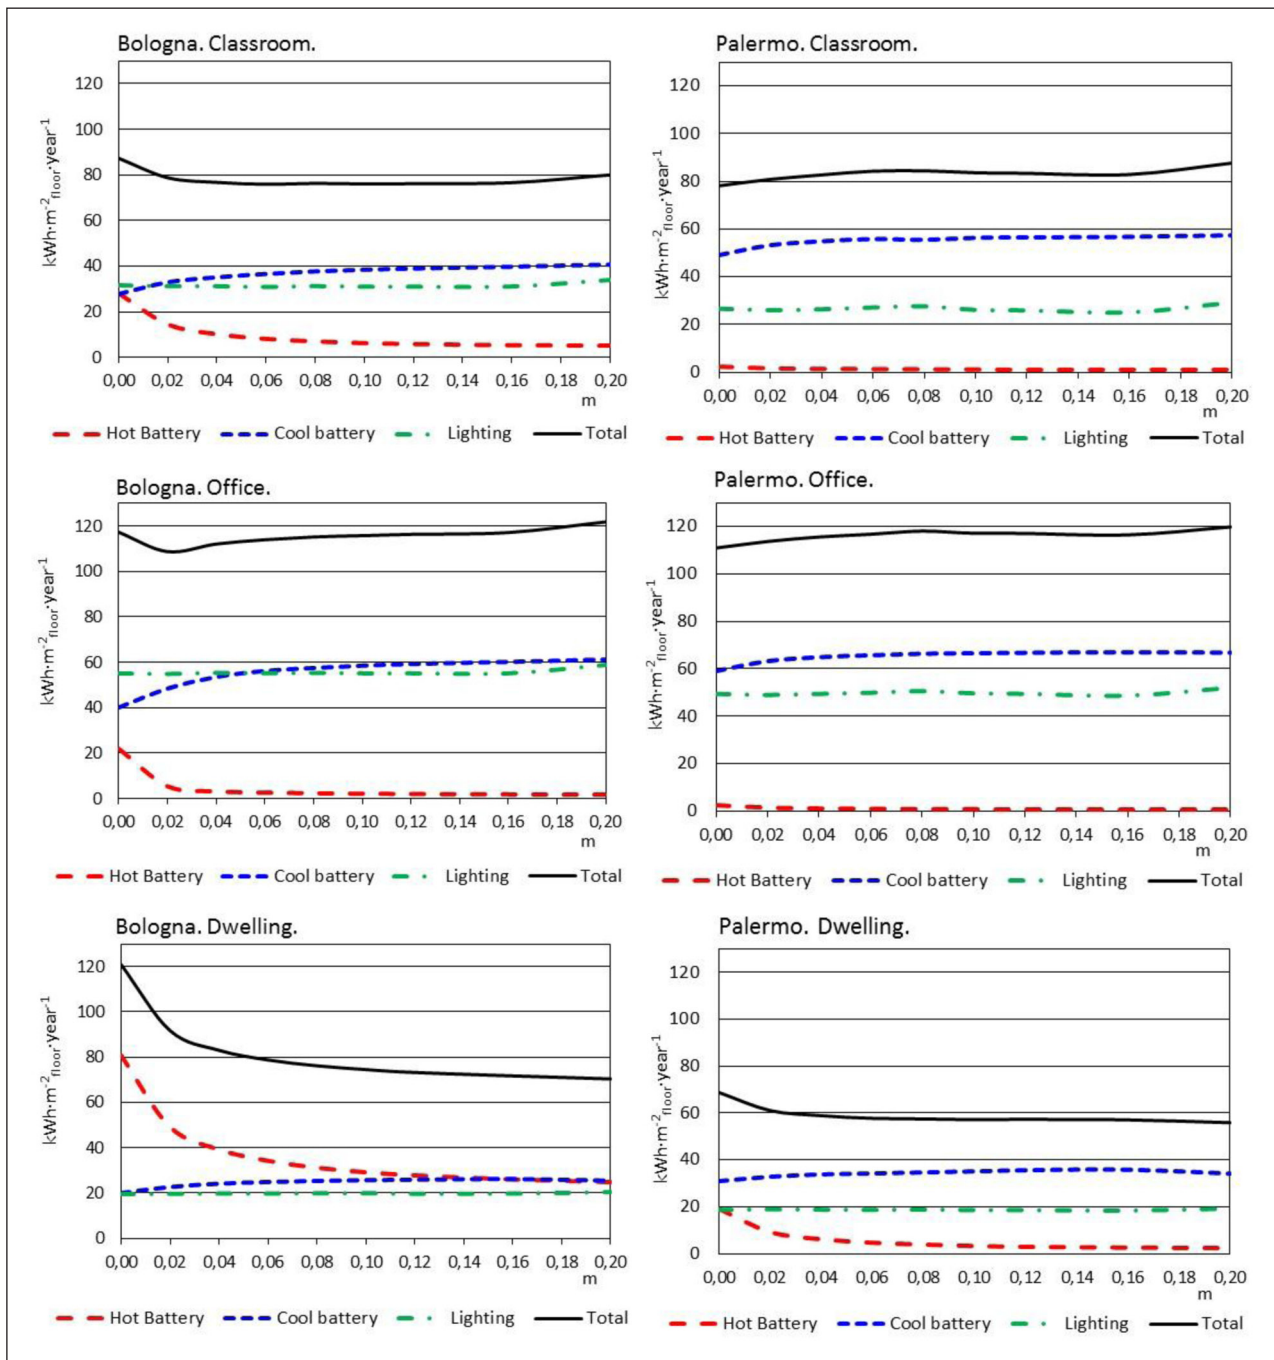 Bologna. Classroom.
kWh·m⁻²floor·year⁻¹
120
100
80
60
40
20
0
0,00 0,02 0,04 0,06 0,08 0,10 0,12 0,14 0,16 0,18 0,20
m
Hot Battery Cool battery Lighting Total
Palermo. Classroom.
kWh·m⁻²floor·year⁻¹
120
100
80
60
40
20
0
0,00 0,02 0,04 0,06 0,08 0,10 0,12 0,14 0,16 0,18 0,20
m
Hot Battery Cool battery Lighting Total
Bologna. Office.
kWh·m⁻²floor·year⁻¹
120
100
80
60
40
20
0
0,00 0,02 0,04 0,06 0,08 0,10 0,12 0,14 0,16 0,18 0,20
m
Hot Battery Cool battery Lighting Total
Palermo. Office.
kWh·m⁻²floor·year⁻¹
120
100
80
60
40
20
0
0,00 0,02 0,04 0,06 0,08 0,10 0,12 0,14 0,16 0,18 0,20
m
Hot Battery Cool battery Lighting Total
Bologna. Dwelling.
kWh·m⁻²floor·year⁻¹
120
100
80
60
40
20
0
0,00 0,02 0,04 0,06 0,08 0,10 0,12 0,14 0,16 0,18 0,20
m
Hot Battery Cool battery Lighting Total
Palermo. Dwelling.
kWh·m⁻²floor·year⁻¹
120
100
80
60
40
20
0
0,00 0,02 0,04 0,06 0,08 0,10 0,12 0,14 0,16 0,18 0,20
m
Hot Battery Cool battery Lighting Total